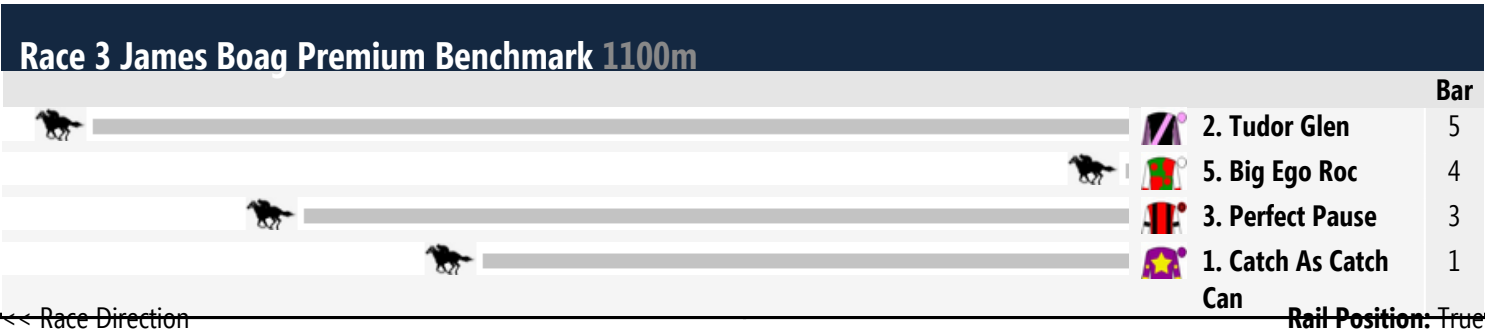 Race 3 James Boag Premium Benchmark 1100m
Bar
2. Tudor Glen 5
5. Big Ego Roc 4
3. Perfect Pause 3
1. Catch As Catch 1
Can
<< Race Direction Rail Position: True